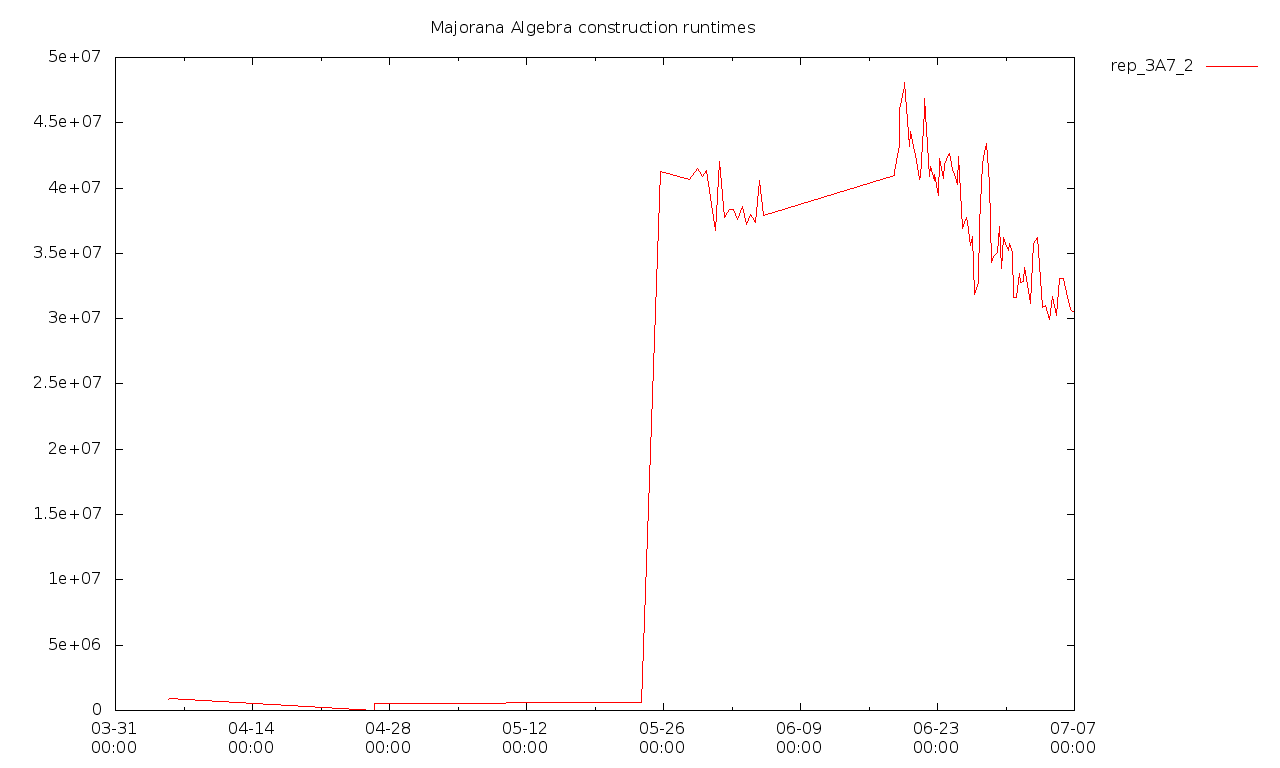 Majorana Algebra construction runtimes
rep_3A7_2
5e+07
4.5e+07
4e+07
3.5e+07
3e+07
2.5e+07
2e+07
1.5e+07
1e+07
5e+06
0
03-31 04-14 04-28 05-12 05-26 06-09 06-23 07-07
00:00 00:00 00:00 00:00 00:00 00:00 00:00 00:00